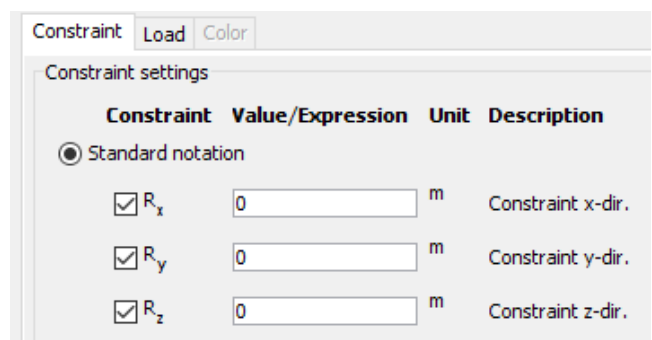 Constraint Load Color
Constraint settings
Constraint Value/Expression Unit Description
Standard notation
Rx 0 m Constraint x-dir.
Ry 0 m Constraint y-dir.
Rz 0 m Constraint z-dir.